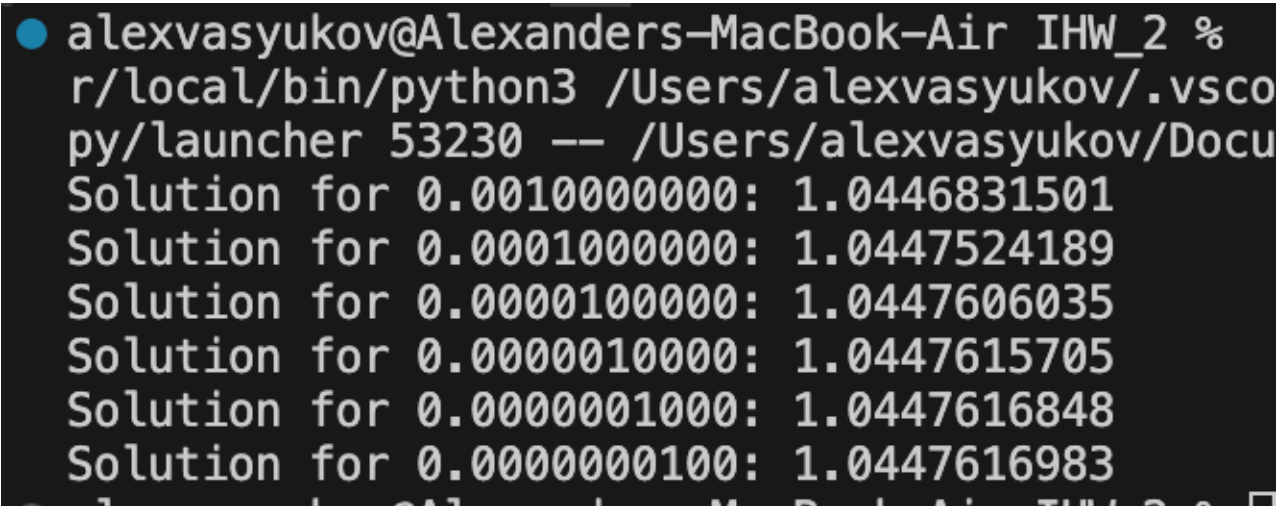 alexvasyukov@Alexanders-MacBook-Air IHW_2 %
r/local/bin/python3 /Users/alexvasyukov/.vsco
py/launcher 53230 -- /Users/alexvasyukov/Docu
Solution for 0.0010000000: 1.0446831501
Solution for 0.0001000000: 1.0447524189
Solution for 0.0000100000: 1.0447606035
Solution for 0.0000010000: 1.0447615705
Solution for 0.0000001000: 1.0447616848
Solution for 0.0000000100: 1.0447616983